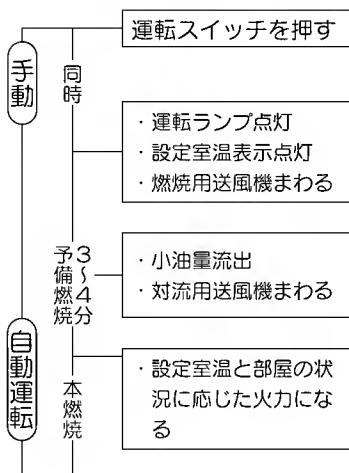 運転スイッチを押す
手動
同時
・運転ランプ点灯
・設定室温表示点灯
・燃焼用送風機まわる
3～4分
予備燃焼
・小油量流出
・対流用送風機まわる
自動運転
本燃焼
・設定室温と部屋の状
況に応じた火力にな
る